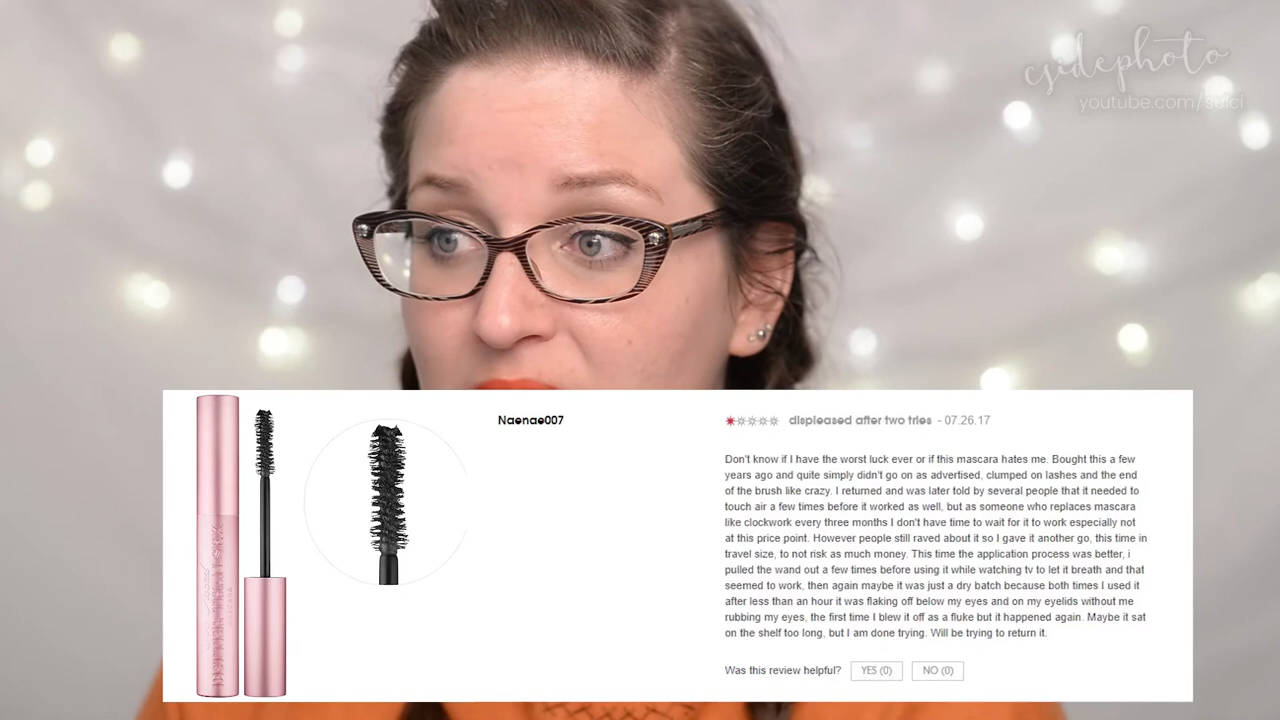 csidephoto
youtube.com/suici
Naenae007
displeased after two tries - 07.26.17
Don't know if I have the worst luck ever or if this mascara hates me. Bought this a few
years ago and quite simply didn't go on as advertised, clumped on lashes and the end
of the brush like crazy. I returned and was later told by several people that it needed to
touch air a few times before it worked as well, but as someone who replaces mascara
like clockwork every three months I don't have time to wait for it to work especially not
at this price point. However people still raved about it so I gave it another go, this time in
travel size, to not risk as much money. This time the application process was better, i
pulled the wand out a few times before using it while watching tv to let it breath and that
seemed to work, then again maybe it was just a dry batch because both times I used it
after less than an hour it was flaking off below my eyes and on my eyelids without me
rubbing my eyes, the first time I blew it off as a fluke but it happened again. Maybe it sat
on the shelf too long, but I am done trying. Will be trying to return it.
Was this review helpful? YES (0) NO (0)